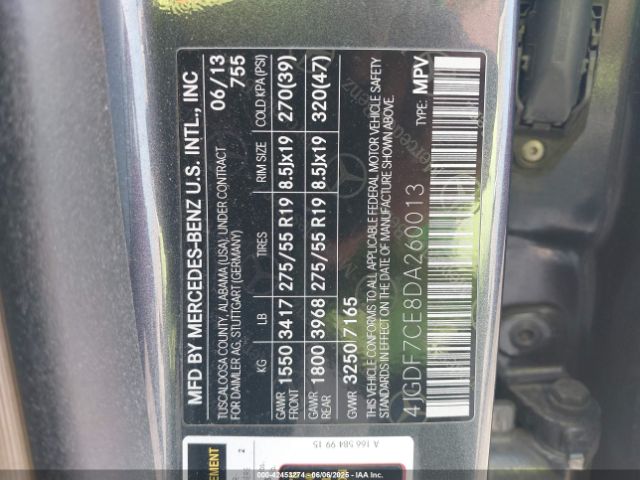 MFD BY MERCEDES-BENZ U.S. INTL., INC
TUSCALOOSA COUNTY, ALABAMA (USA), UNDER CONTRACT
FOR DAIMLER AG, STUTTGART (GERMANY)
06/13
755
KG LB TIRES RIM SIZE COLD KPA(PSI)
GAWR FRONT 1550 3417 275/55 R19 8.5Jx19 270(39)
GAWR REAR 1800 3968 275/55 R19 8.5Jx19 320(47)
GVWR 3250 7165
THIS VEHICLE CONFORMS TO ALL APPLICABLE FEDERAL MOTOR VEHICLE SAFETY
STANDARDS IN EFFECT ON THE DATE OF MANUFACTURE SHOWN ABOVE.
4JGDF7CE8DA260013 TYPE: MPV
A 166 584 99 15
000-42453274 - 06/06/2025 - IAA Inc.